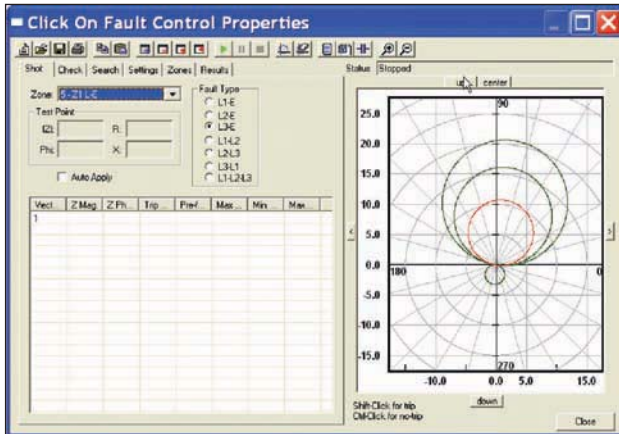 Click On Fault Control Properties
Shot Check Search Settings Zones Results
Status Stopped
center
Zone:
Test Point
|Z|: R:
Phi: X:
Auto Apply
Fault Type
L1-E
L2-E
L3-E
L1-L2
L2-L3
L3-L1
L1-L2-L3
Vect... Z Mag Z Ph... Trip... Pre-f... Max... Min... Max...
1
90
25.0
20.0
15.0
10.0
5.0
0.0
-5.0
-10.0
-15.0
180
0
270
-10.0 0.0 5.0 15.0
down
Shift-Click for trip
Ctrl-Click for no-trip
Close